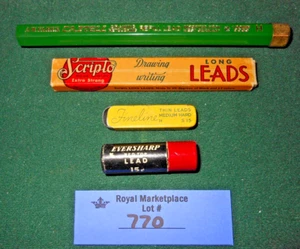 Scripto
Extra Strong
Drawing
writing
LONG
LEADS
Fineline
THIN LEADS
MEDIUM HARD
15
EVERSHARP
LEAD
15¢
Royal Marketplace
Lot #
770